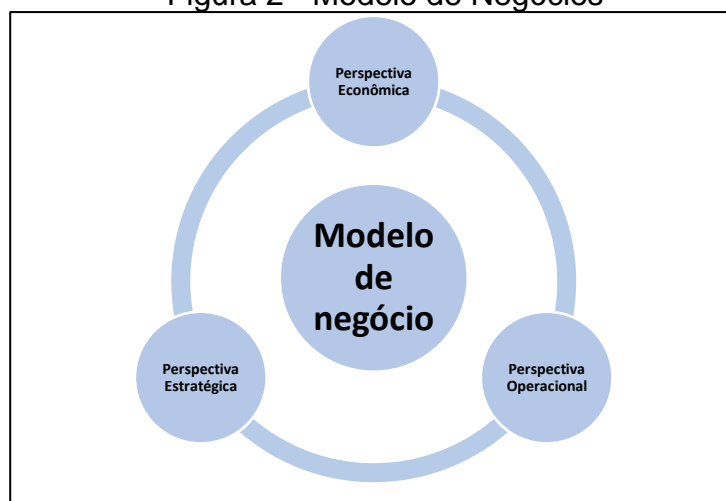 Figura 2 - Modelo de Negócios
Perspectiva
Econômica
Modelo
de
negócio
Perspectiva
Estratégica
Perspectiva
Operacional